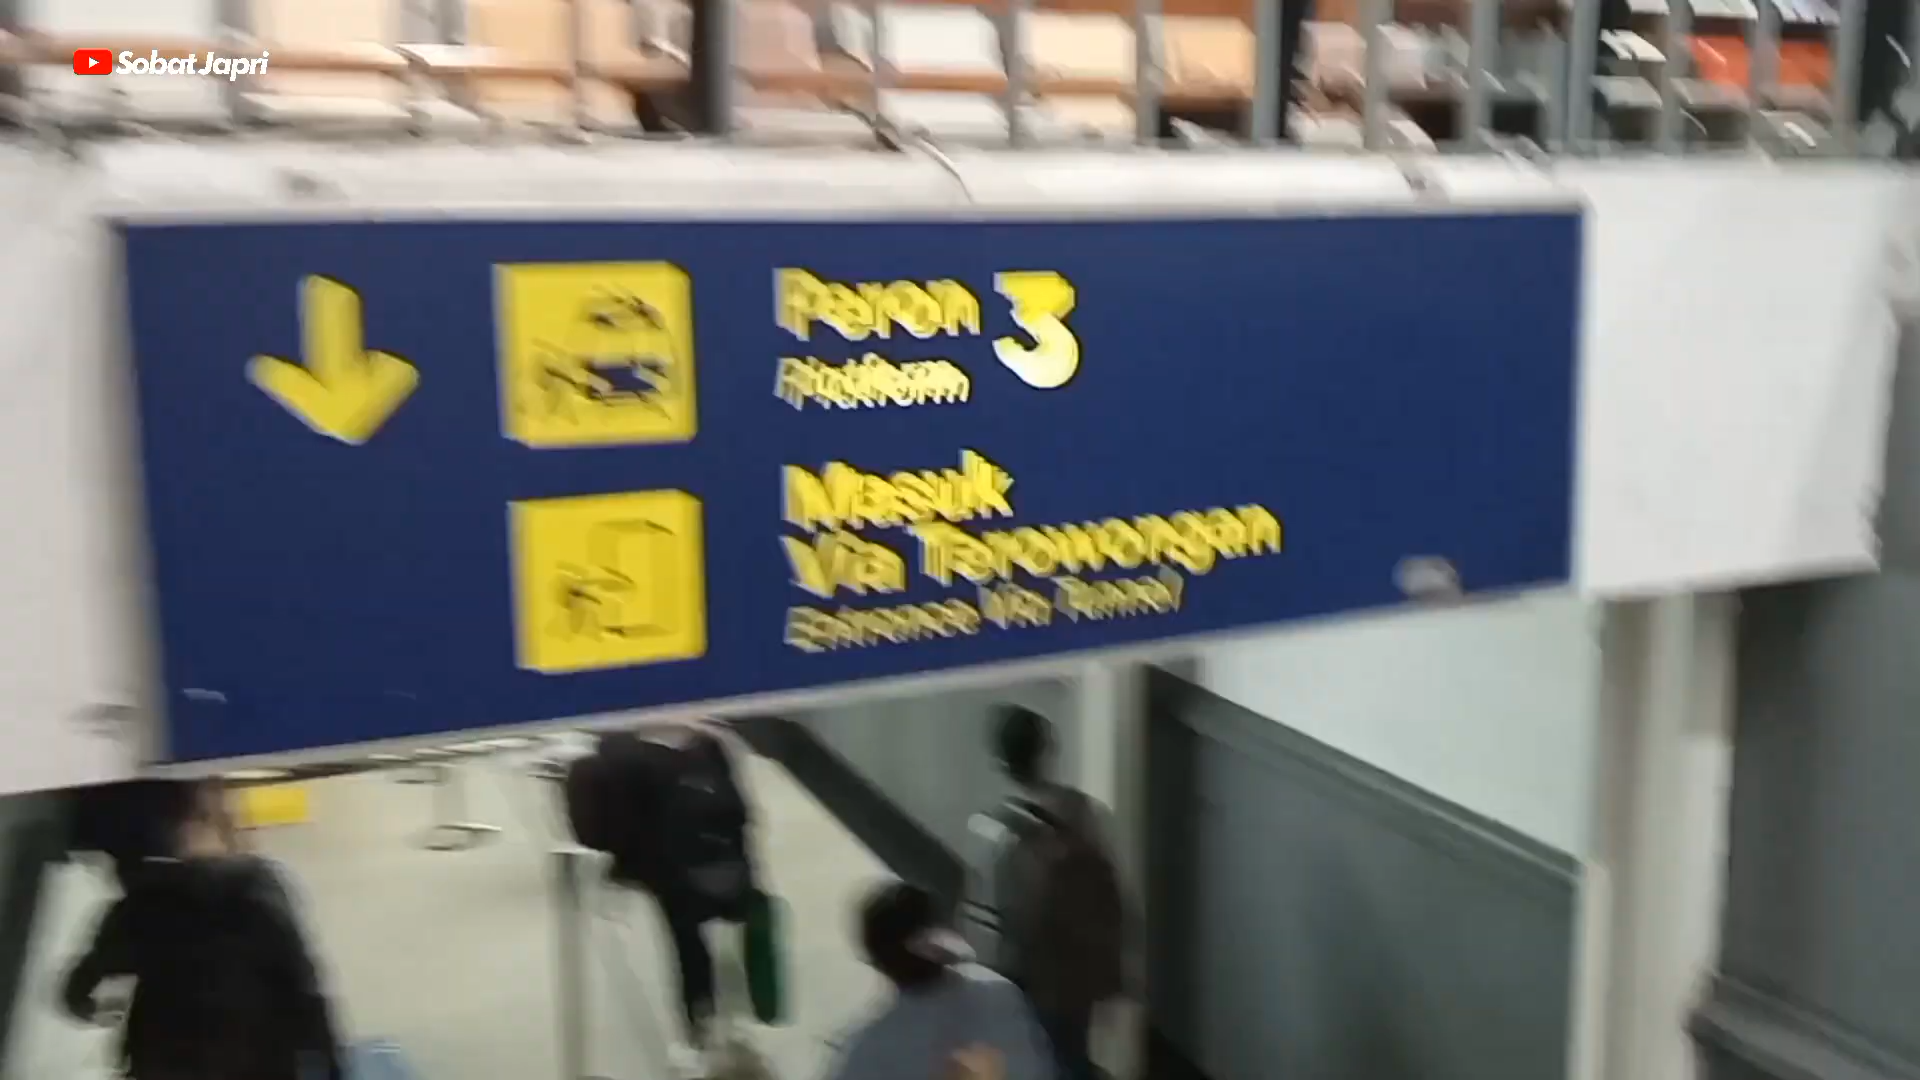 Sobat Japri
Peron 3
Platform
Masuk
Via Terowongan
Entrance Via Tunnel